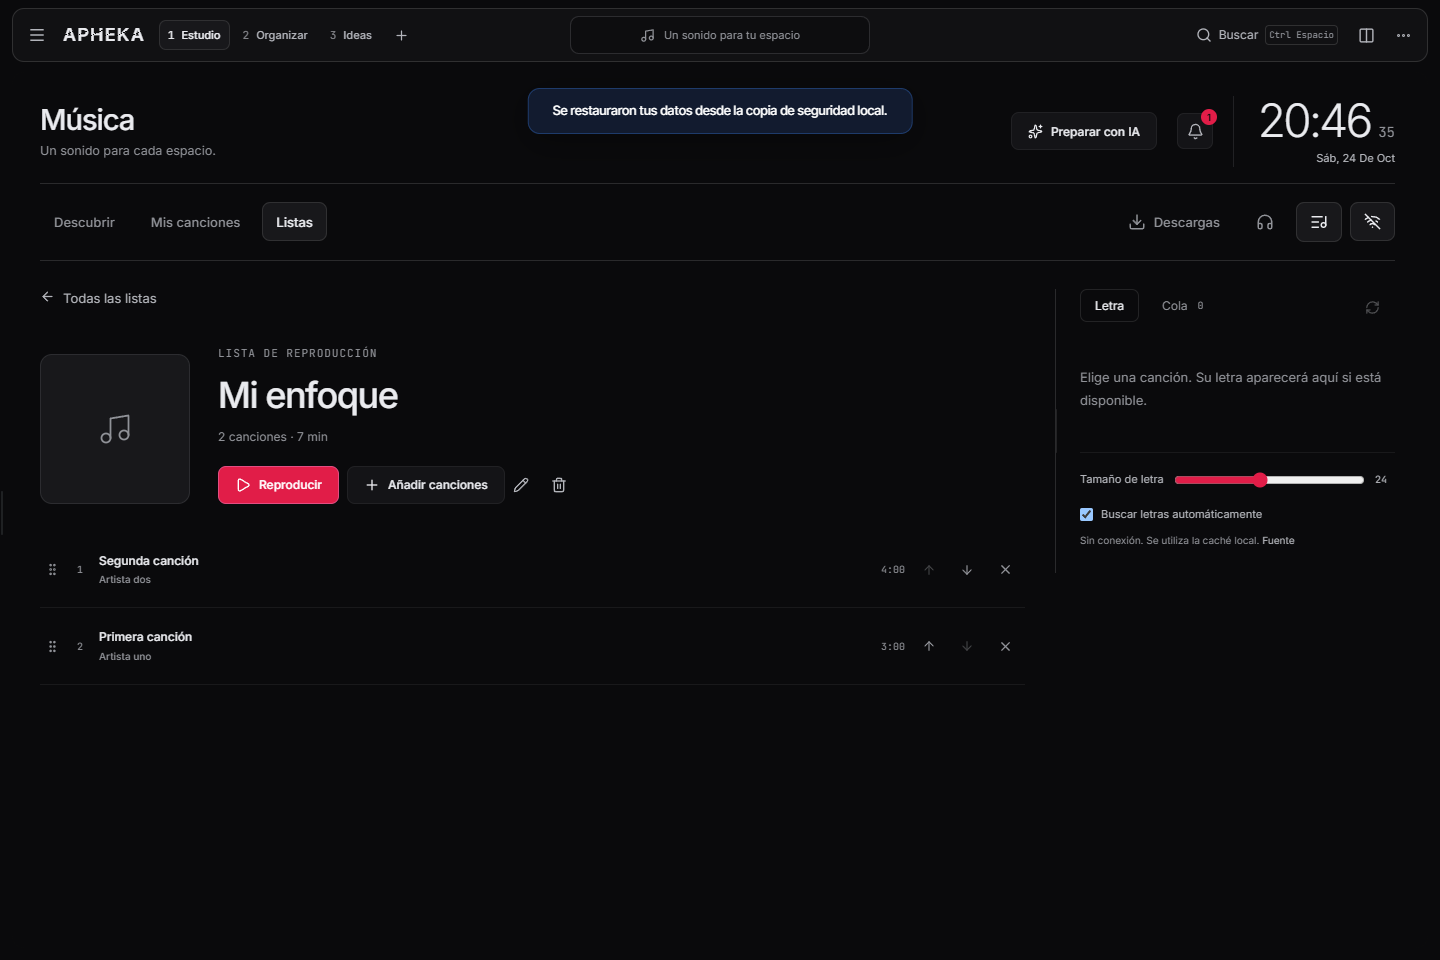 APHEKA
1 Estudio
2 Organizar
3 Ideas
Un sonido para tu espacio
Buscar Ctrl Espacio
Se restauraron tus datos desde la copia de seguridad local.
Música
Un sonido para cada espacio.
Preparar con IA
1
20:46 35
Sáb, 24 De Oct
Descubrir
Mis canciones
Listas
Descargas
Todas las listas
LISTA DE REPRODUCCIÓN
Mi enfoque
2 canciones · 7 min
Reproducir
Añadir canciones
1 Segunda canción 4:00
Artista dos
2 Primera canción 3:00
Artista uno
Letra
Cola 0
Elige una canción. Su letra aparecerá aquí si está
disponible.
Tamaño de letra 24
Buscar letras automáticamente
Sin conexión. Se utiliza la caché local. Fuente